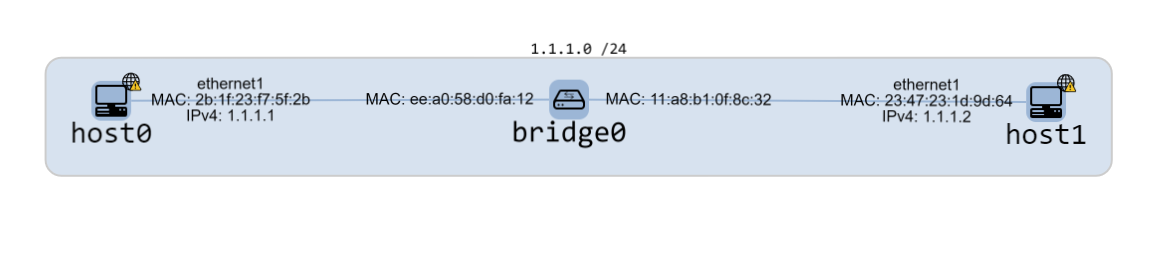 1.1.1.0 /24
ethernet1
MAC: 2b:1f:23:f7:5f:2b
IPv4: 1.1.1.1
host0
MAC: ee:a0:58:d0:fa:12
bridge0
MAC: 11:a8:b1:0f:8c:32
ethernet1
MAC: 23:47:23:1d:9d:64
IPv4: 1.1.1.2
host1